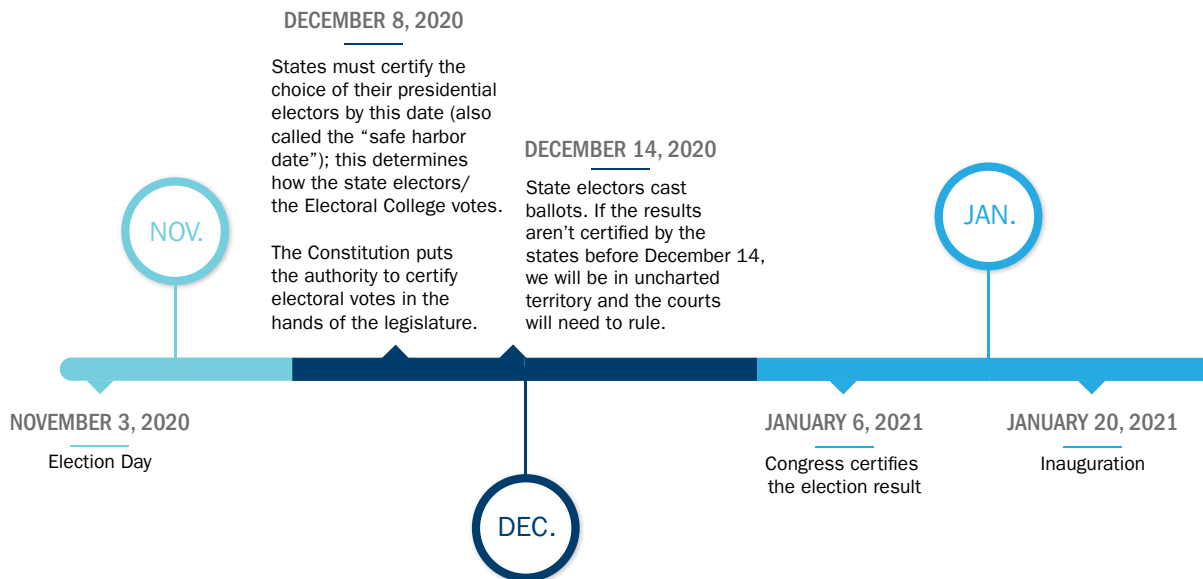 DECEMBER 8, 2020
States must certify the
choice of their presidential
electors by this date (also
called the “safe harbor
date”); this determines
how the state electors/
the Electoral College votes.
The Constitution puts
the authority to certify
electoral votes in the
hands of the legislature.
DECEMBER 14, 2020
State electors cast
ballots. If the results
aren’t certified by the
states before December 14,
we will be in uncharted
territory and the courts
will need to rule.
NOV.
JAN.
NOVEMBER 3, 2020
Election Day
DEC.
JANUARY 6, 2021
Congress certifies
the election result
JANUARY 20, 2021
Inauguration